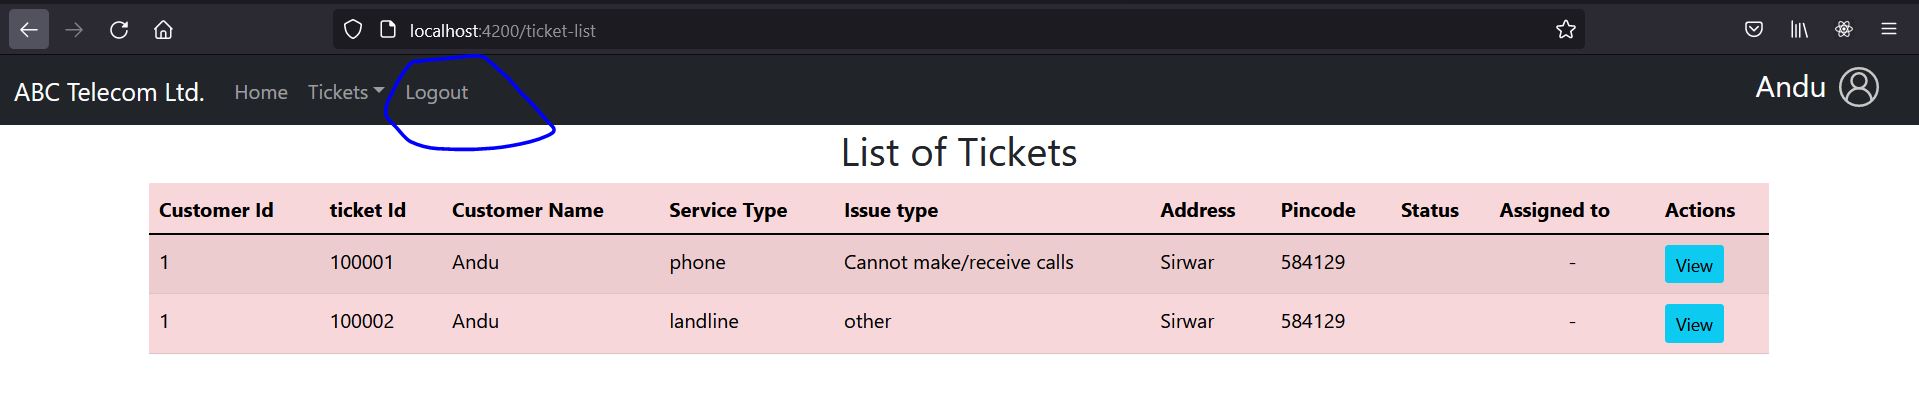 localhost:4200/ticket-list
ABC Telecom Ltd. Home Tickets Logout Andu
List of Tickets
Customer Id ticket Id Customer Name Service Type Issue type Address Pincode Status Assigned to Actions
1 100001 Andu phone Cannot make/receive calls Sirwar 584129 - View
1 100002 Andu landline other Sirwar 584129 - View